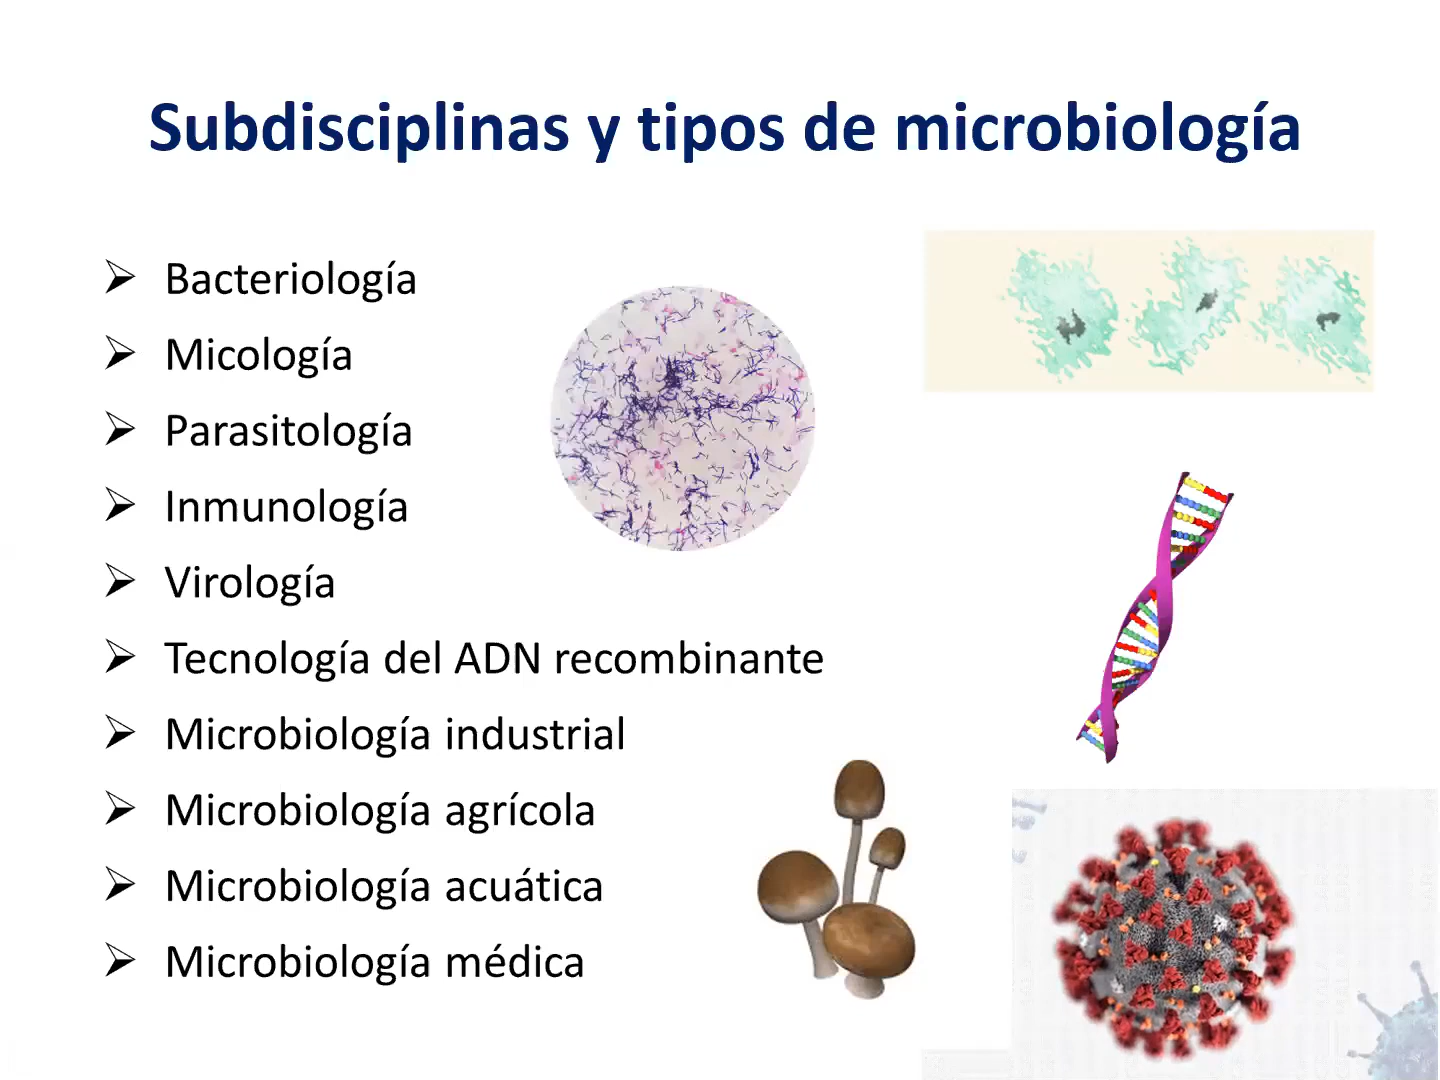 Subdisciplinas y tipos de microbiología
Bacteriología
Micología
Parasitología
Inmunología
Virología
Tecnología del ADN recombinante
Microbiología industrial
Microbiología agrícola
Microbiología acuática
Microbiología médica